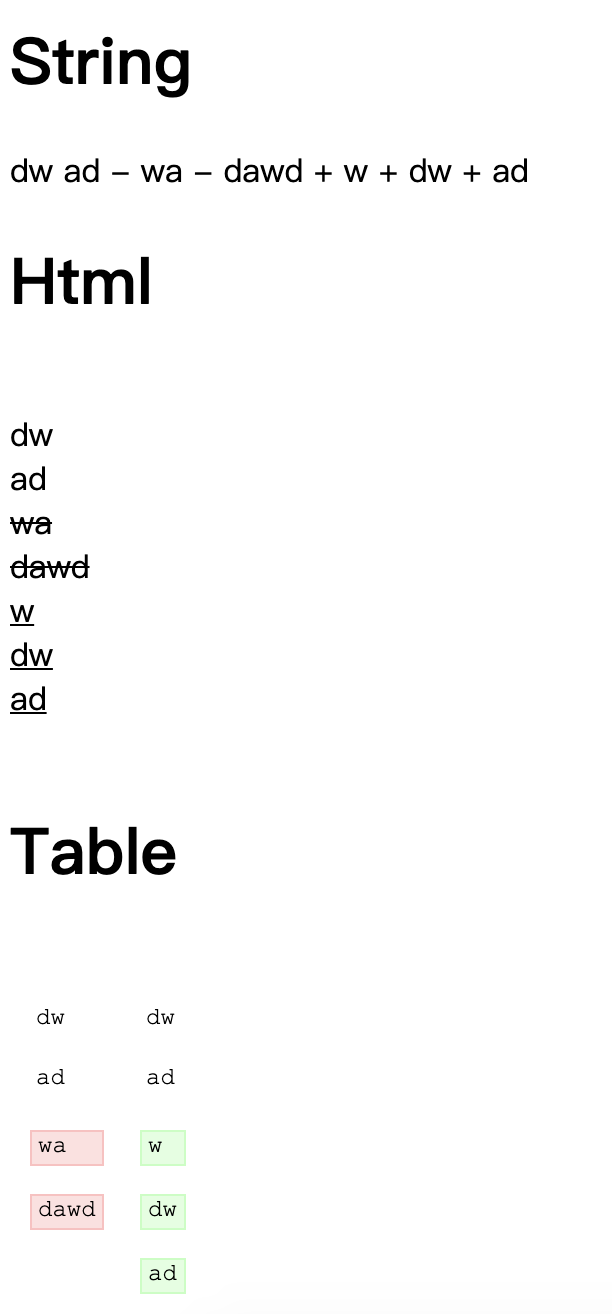 String
dw ad – wa – dawd + w + dw + ad
Html
dw
ad
wa
dawd
w
dw
ad
Table
dw dw
ad ad
wa w
dawd dw
ad